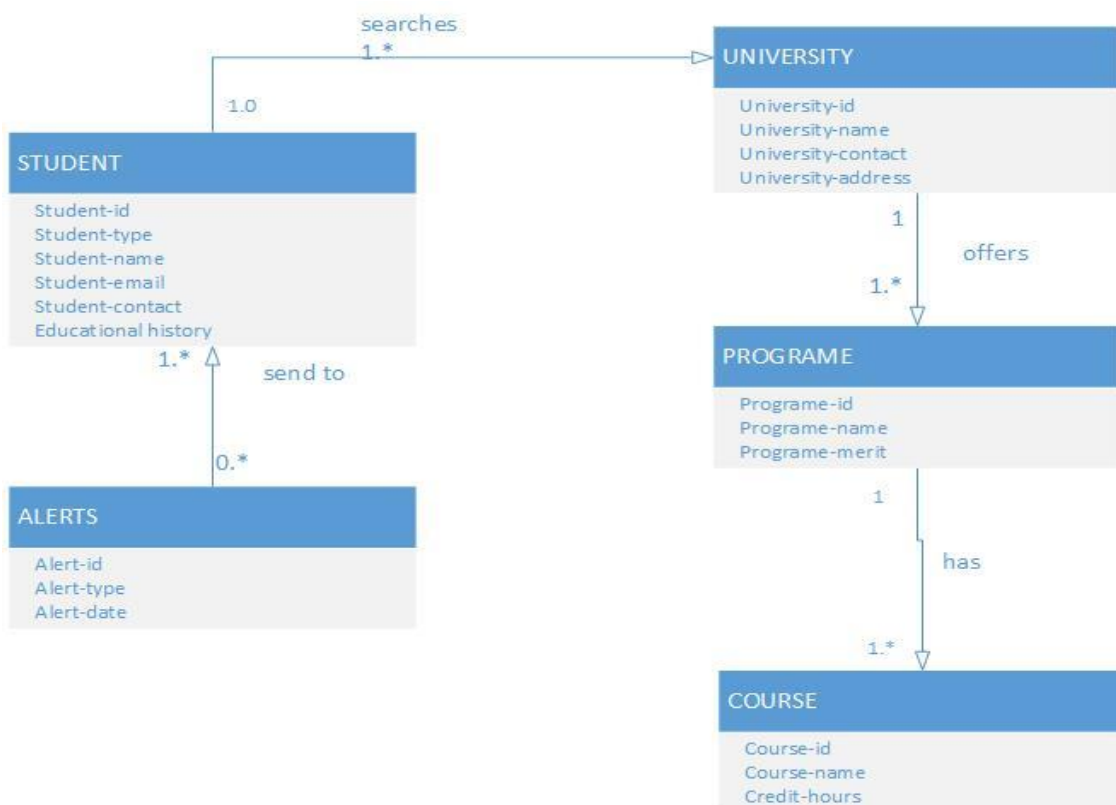 searches
1.*
UNIVERSITY
University-id
University-name
University-contact
University-address
1.0
STUDENT
Student-id
Student-type
Student-name
Student-email
Student-contact
Educational history
1
offers
1.*
PROGRAME
Programe-id
Programe-name
Programe-merit
1.*
send to
0.*
ALERTS
Alert-id
Alert-type
Alert-date
1
has
1.*
COURSE
Course-id
Course-name
Credit-hours